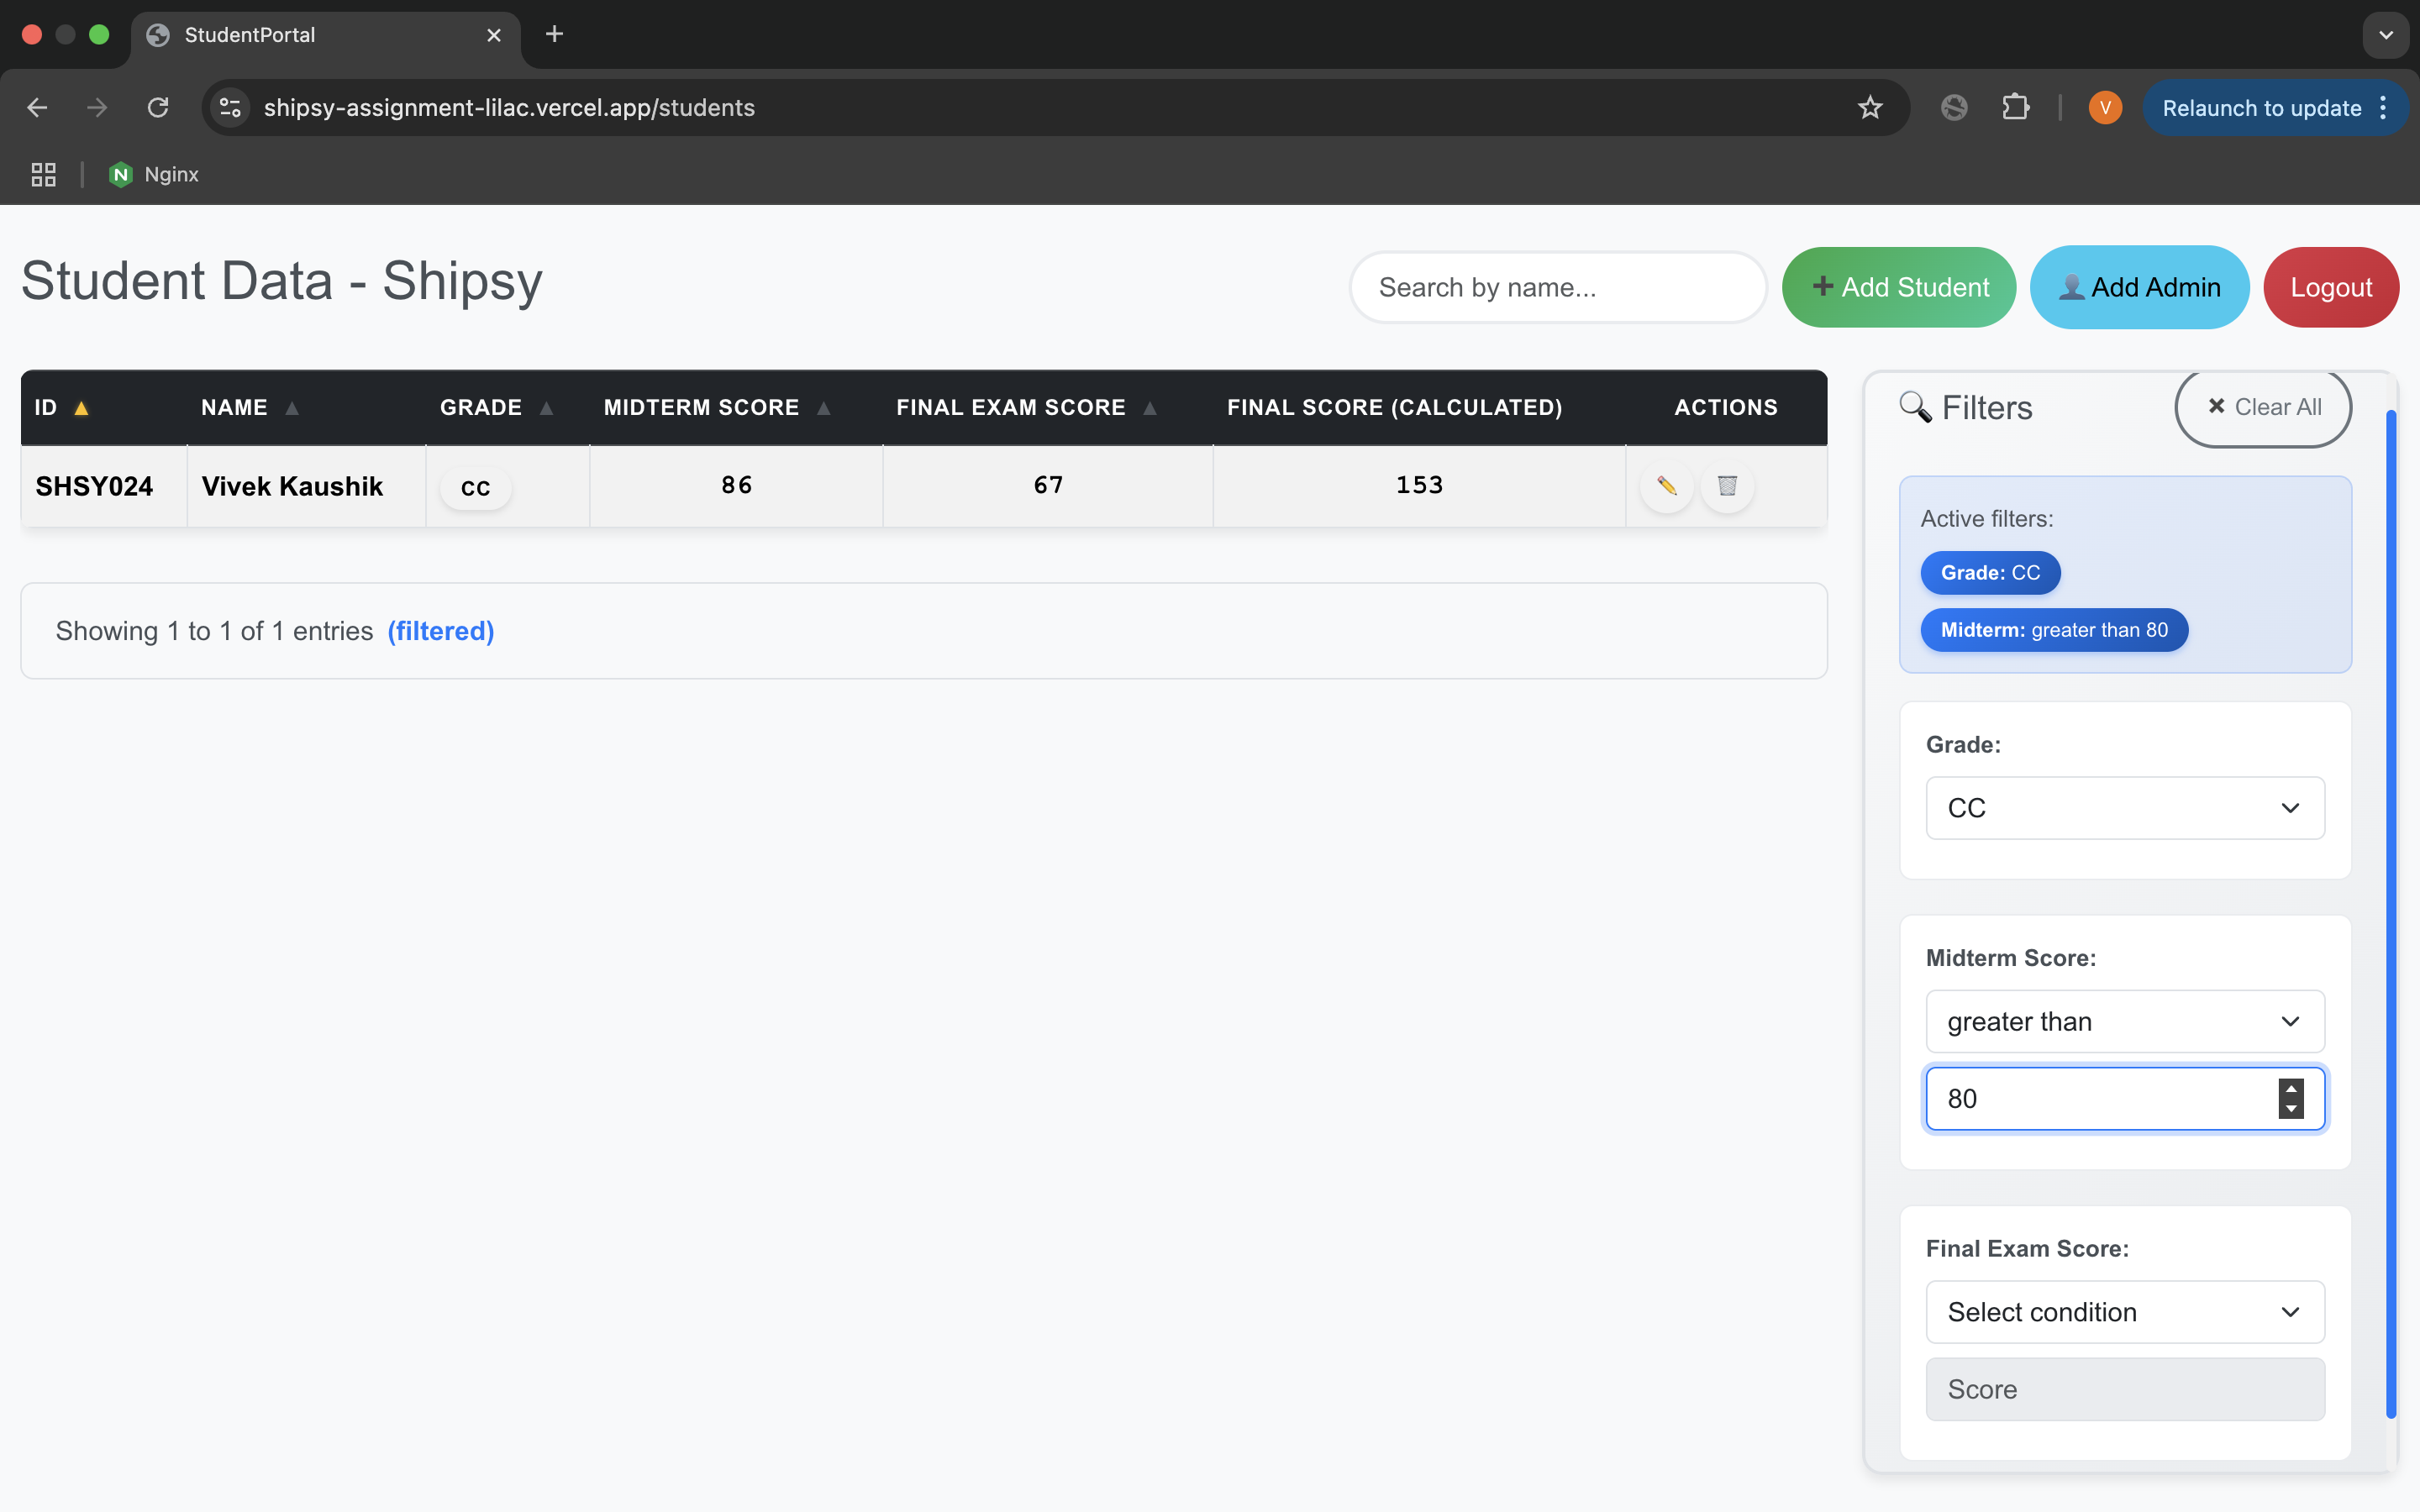 StudentPortal
shipsy-assignment-lilac.vercel.app/students
V
Relaunch to update
Nginx
Student Data - Shipsy
Search by name...
Add Student
Add Admin
Logout
ID NAME GRADE MIDTERM SCORE FINAL EXAM SCORE FINAL SCORE (CALCULATED) ACTIONS
SHSY024 Vivek Kaushik CC 86 67 153
Showing 1 to 1 of 1 entries (filtered)
Filters
Clear All
Active filters:
Grade: CC
Midterm: greater than 80
Grade:
CC
Midterm Score:
greater than
80
Final Exam Score:
Select condition
Score